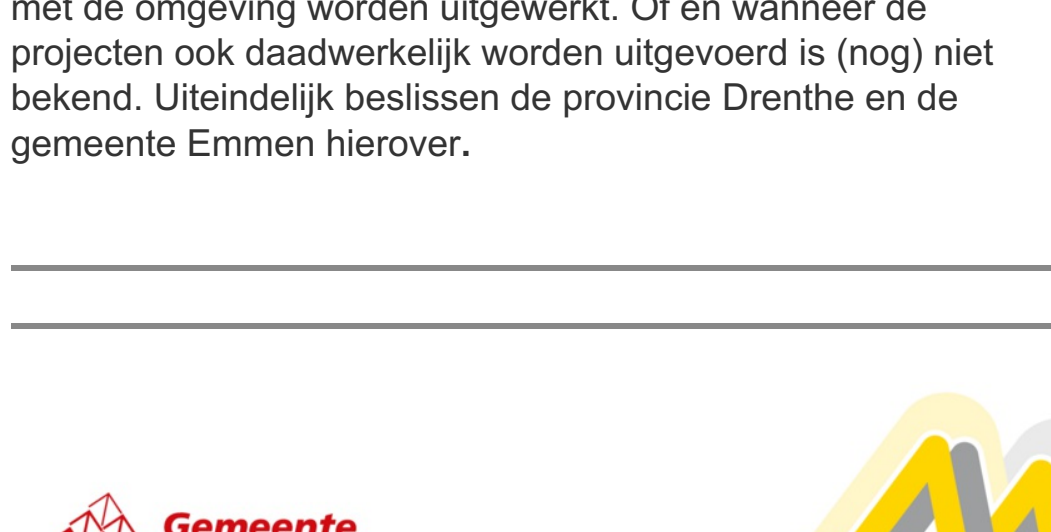 met de omgeving worden uitgewerkt. Of en wanneer de
projecten ook daadwerkelijk worden uitgevoerd is (nog) niet
bekend. Uiteindelijk beslissen de provincie Drenthe en de
gemeente Emmen hierover.
Gemeente